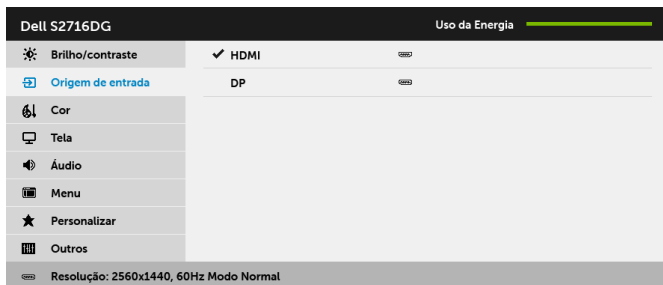 Dell S2716DG Uso da Energia
Brilho/contraste HDMI
Origem de entrada DP
Cor
Tela
Áudio
Menu
Personalizar
Outros
Resolução: 2560x1440, 60Hz Modo Normal